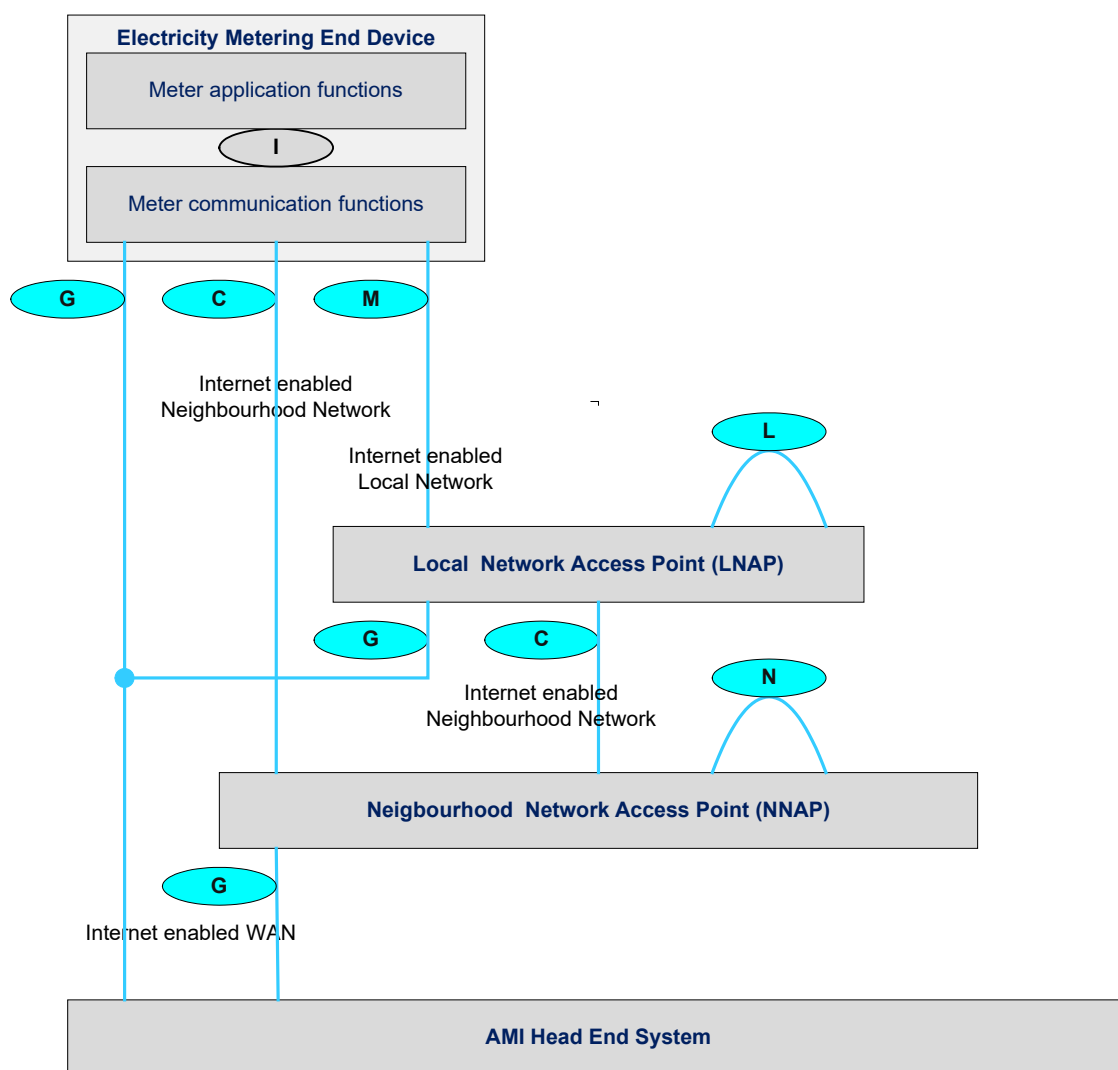 Electricity Metering End Device
Meter application functions
I
Meter communication functions
G
C
M
Internet enabled
Neighbourhood Network
L
Internet enabled
Local Network
Local  Network Access Point (LNAP)
G
C
N
Internet enabled
Neighbourhood Network
Neigbourhood  Network Access Point (NNAP)
G
Internet enabled WAN
AMI Head End System